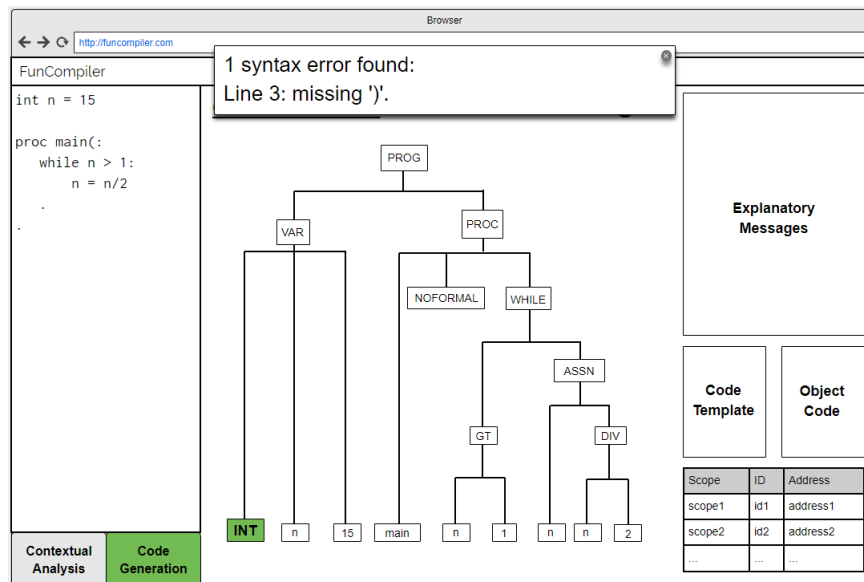 Browser
http://funcompiler.com
1 syntax error found:
Line 3: missing ')'.
FunCompiler
int n = 15
proc main(:
while n > 1:
n = n/2
.
.
PROG
VAR
PROC
NOFORMAL
WHILE
ASSN
GT
DIV
INT
n
15
main
n
1
n
n
2
Explanatory
Messages
Code
Template
Object
Code
Scope ID Address
scope1 id1 address1
scope2 id2 address2
... ... ...
Contextual
Analysis
Code
Generation